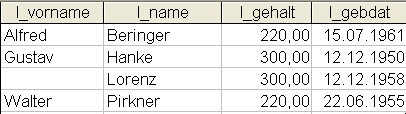 l_vorname l_name l_gehalt l_gebdat
Alfred Beringer 220,00 15.07.1961
Gustav Hanke 300,00 12.12.1950
Lorenz 300,00 12.12.1958
Walter Pirkner 220,00 22.06.1955